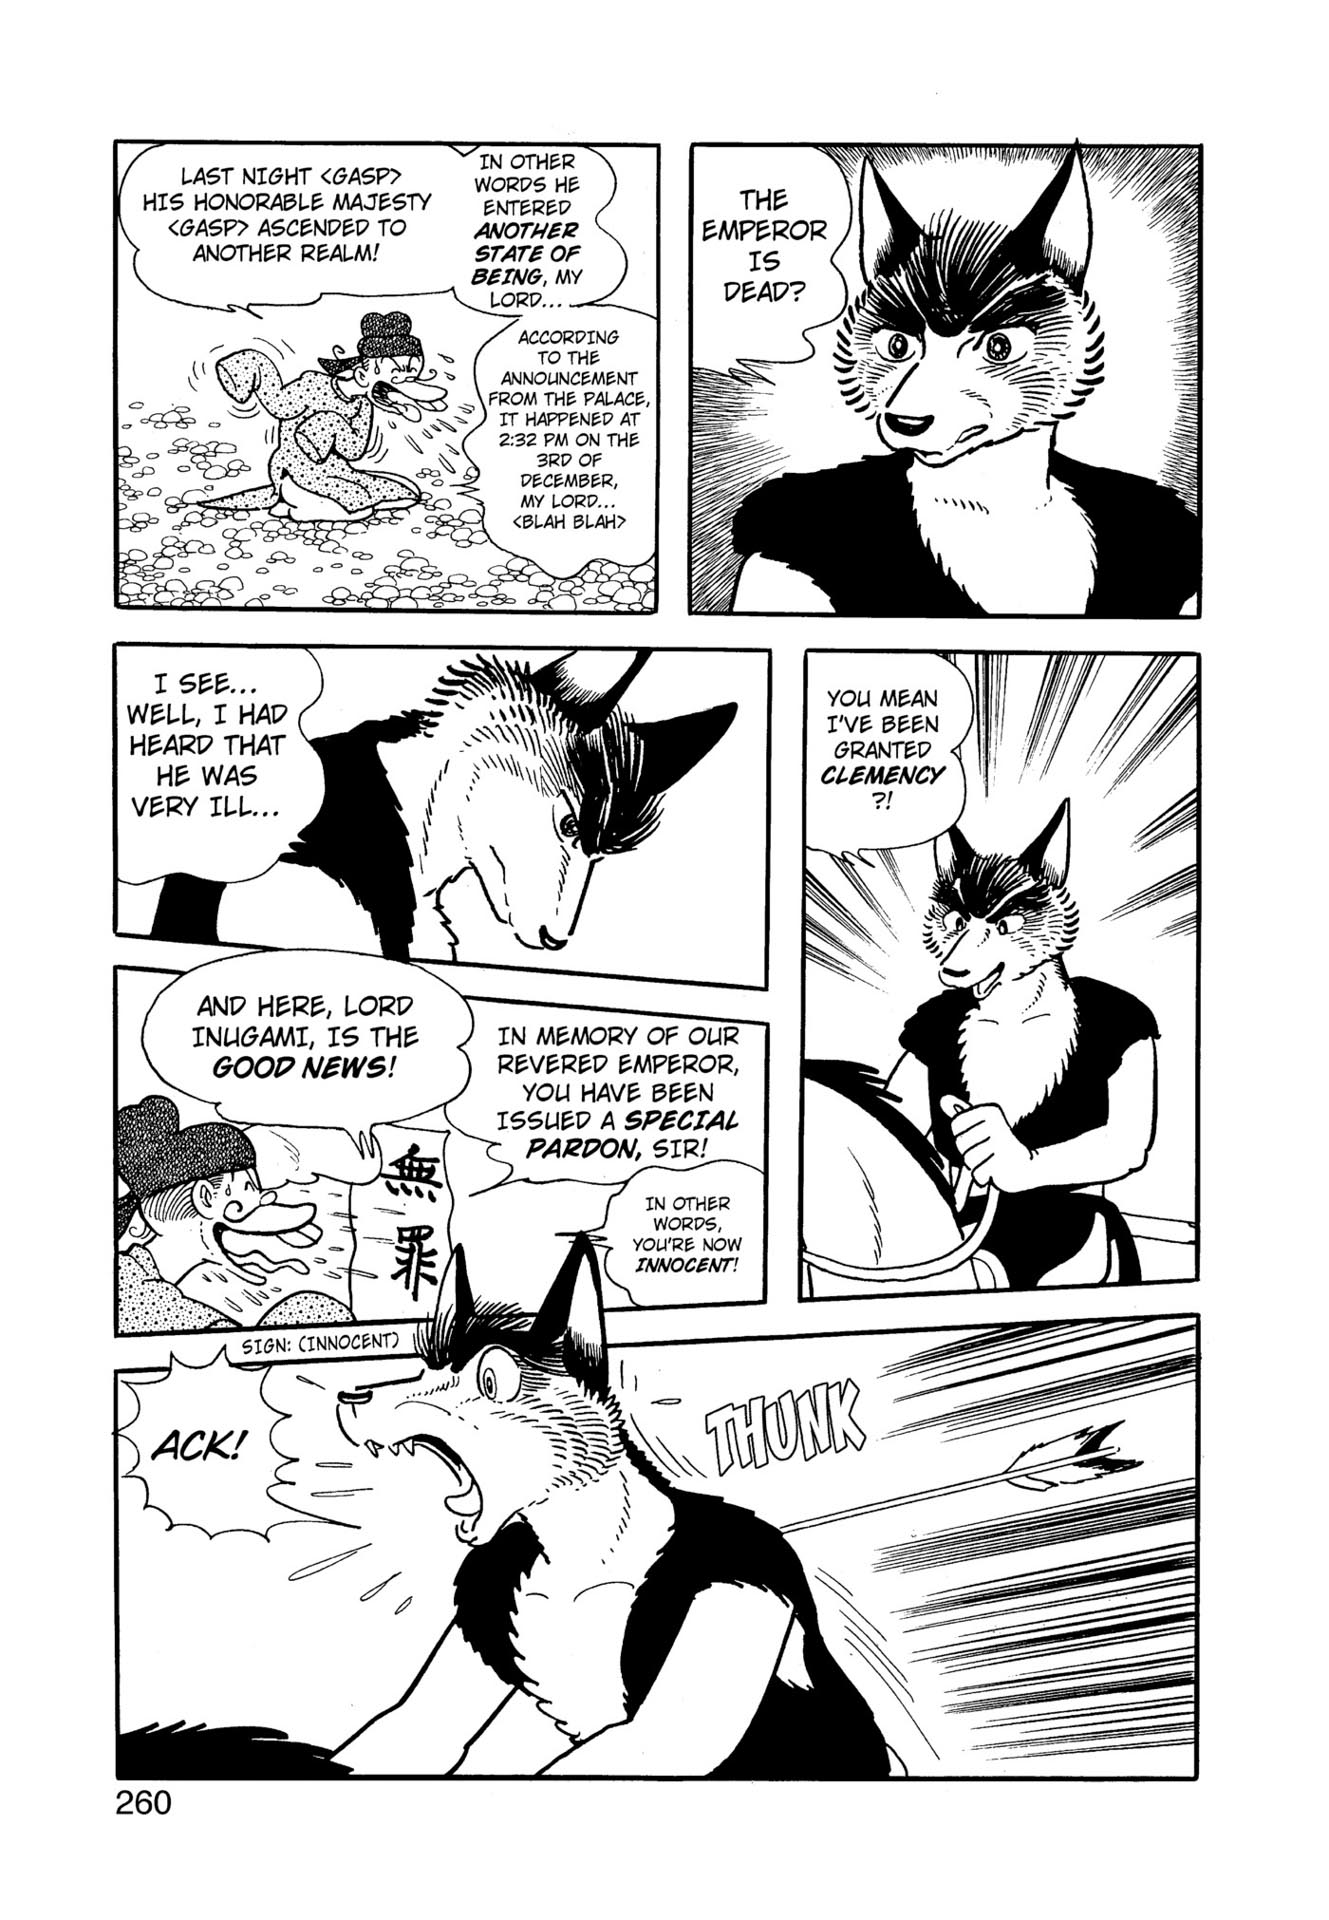 LAST NIGHT <GASP>
HIS HONORABLE MAJESTY
<GASP> ASCENDED TO
ANOTHER REALM!
IN OTHER
WORDS HE
ENTERED
ANOTHER
STATE OF
BEING, MY
LORD...
ACCORDING
TO THE
ANNOUNCEMENT
FROM THE PALACE,
IT HAPPENED AT
2:32 PM ON THE
3RD OF
DECEMBER,
MY LORD...
<BLAH BLAH>
THE
EMPEROR
IS
DEAD?
I SEE...
WELL, I HAD
HEARD THAT
HE WAS
VERY ILL...
YOU MEAN
I'VE BEEN
GRANTED
CLEMENCY
?!
AND HERE, LORD
INUGAMI, IS THE
GOOD NEWS!
IN MEMORY OF OUR
REVERED EMPEROR,
YOU HAVE BEEN
ISSUED A SPECIAL
PARDON, SIR!
IN OTHER
WORDS,
YOU'RE NOW
INNOCENT!
無罪
SIGN: (INNOCENT)
ACK!
THUNK
260